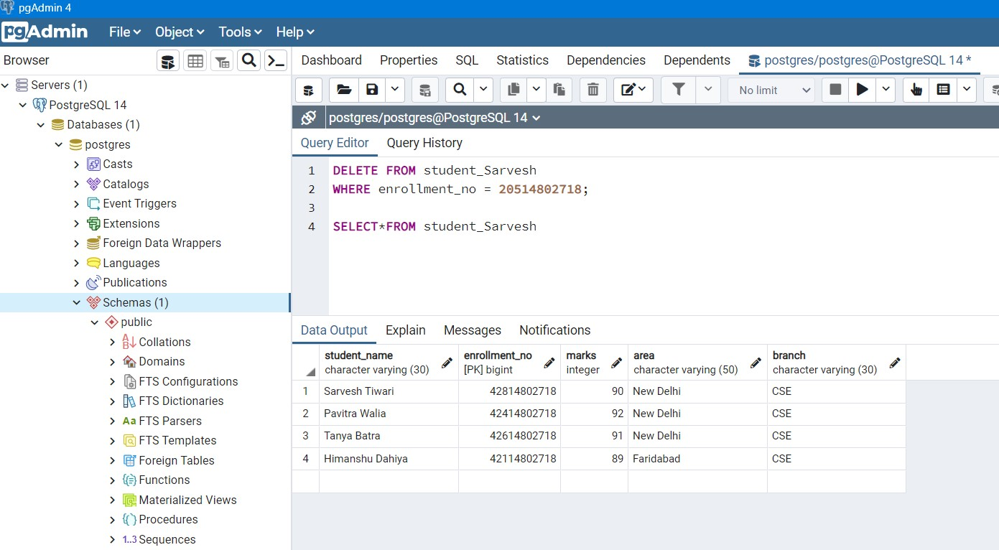 pgAdmin 4
pgAdmin File Object Tools Help
Browser
Dashboard Properties SQL Statistics Dependencies Dependents postgres/postgres@PostgreSQL 14 *
No limit
postgres/postgres@PostgreSQL 14
Servers (1)
PostgreSQL 14
Databases (1)
postgres
Casts
Catalogs
Event Triggers
Extensions
Foreign Data Wrappers
Languages
Publications
Schemas (1)
public
Collations
Domains
FTS Configurations
FTS Dictionaries
Aa FTS Parsers
FTS Templates
Foreign Tables
Functions
Materialized Views
Procedures
1..3 Sequences
Query Editor Query History
1 DELETE FROM student_Sarvesh
2 WHERE enrollment_no = 20514802718;
3
4 SELECT*FROM student_Sarvesh
Data Output Explain Messages Notifications
student_name enrollment_no marks area branch
character varying (30) [PK] bigint integer character varying (50) character varying (30)
1 Sarvesh Tiwari 42814802718 90 New Delhi CSE
2 Pavitra Walia 42414802718 92 New Delhi CSE
3 Tanya Batra 42614802718 91 New Delhi CSE
4 Himanshu Dahiya 42114802718 89 Faridabad CSE